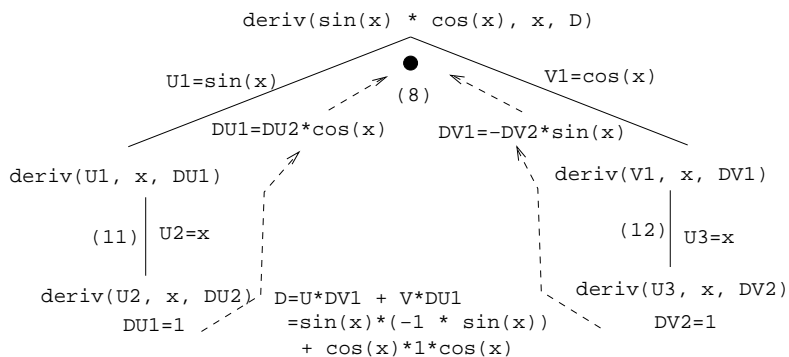 deriv(sin(x) * cos(x), x, D)
U1=sin(x)
V1=cos(x)
(8)
DU1=DU2*cos(x)
DV1=-DV2*sin(x)
deriv(U1, x, DU1)
deriv(V1, x, DV1)
(11)
U2=x
(12)
U3=x
deriv(U2, x, DU2)
D=U*DV1 + V*DU1
deriv(U3, x, DV2)
DU1=1
=sin(x)*(-1 * sin(x))
DV2=1
+ cos(x)*1*cos(x)